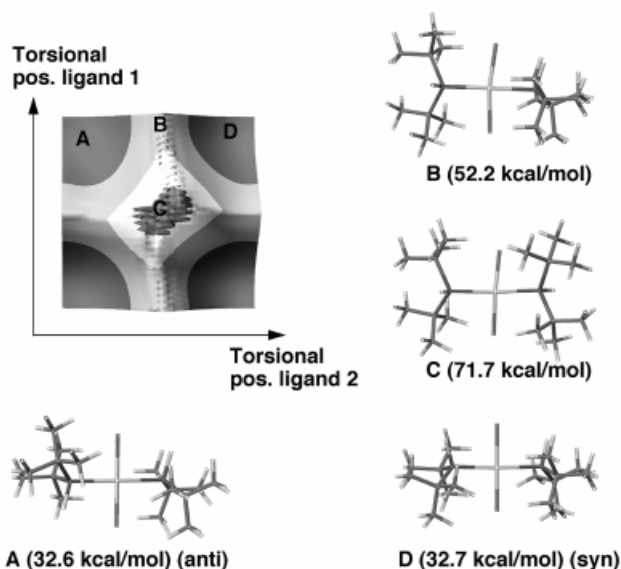 Torsional
pos. ligand 1
A
B
D
C
Torsional
pos. ligand 2
B (52.2 kcal/mol)
C (71.7 kcal/mol)
A (32.6 kcal/mol) (anti)
D (32.7 kcal/mol) (syn)